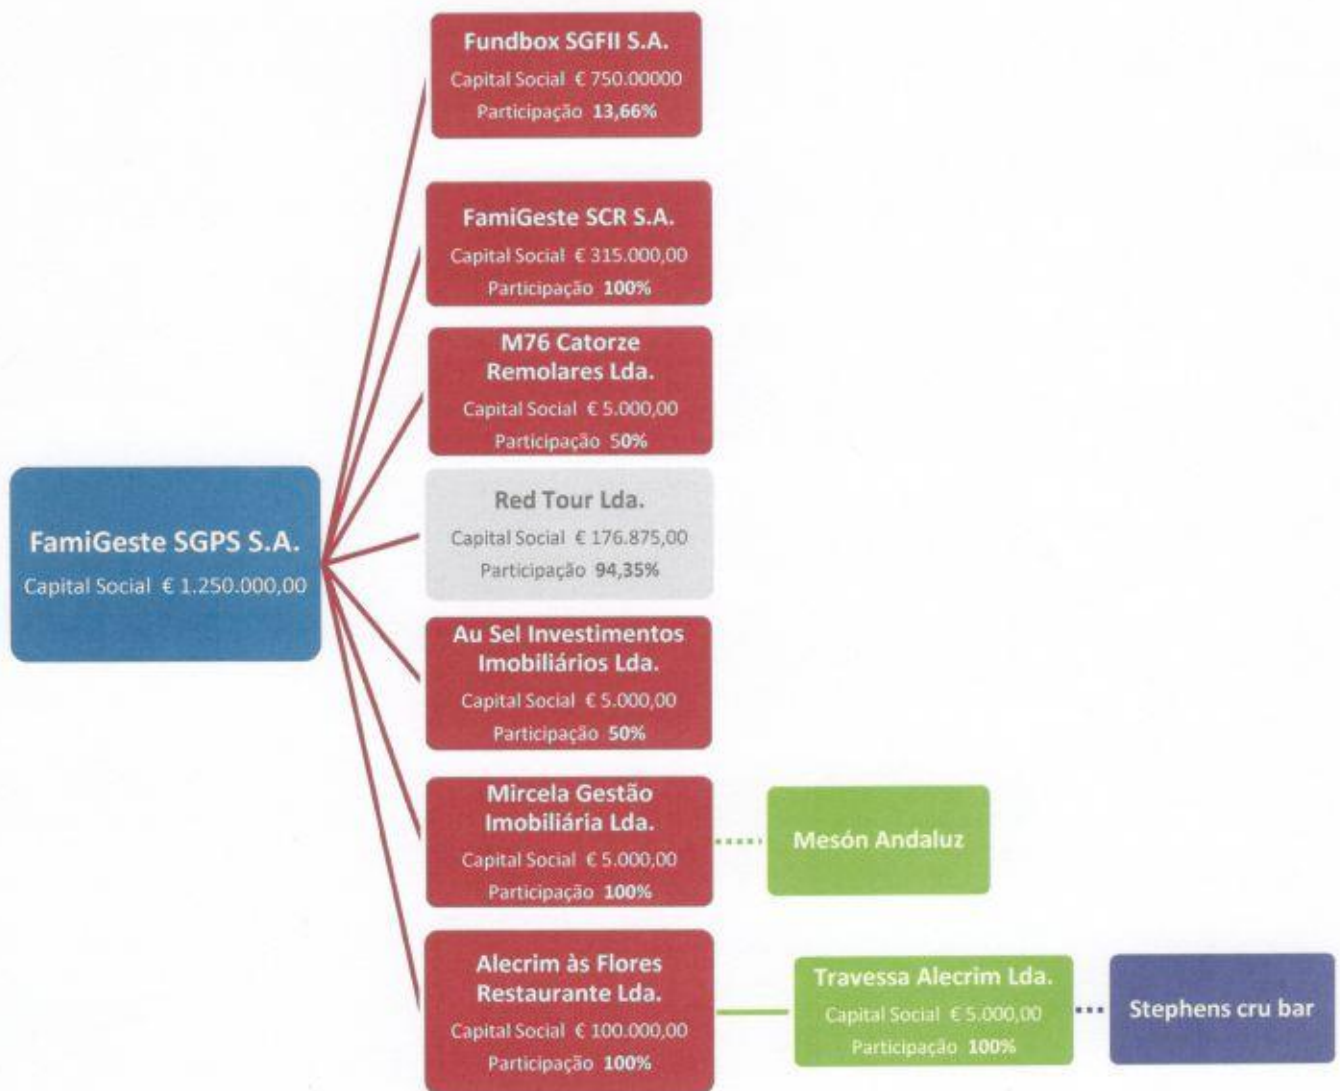 Fundbox SGFII S.A.
Capital Social € 750.00000
Participação 13,66%
FamiGeste SCR S.A.
Capital Social € 315.000,00
Participação 100%
M76 Catorze
Remolares Lda.
Capital Social € 5.000,00
Participação 50%
FamiGeste SGPS S.A.
Capital Social € 1.250.000,00
Red Tour Lda.
Capital Social € 176.875,00
Participação 94,35%
Au Sel Investimentos
Imobiliários Lda.
Capital Social € 5.000,00
Participação 50%
Mircela Gestão
Imobiliária Lda.
Capital Social € 5.000,00
Participação 100%
Mesón Andaluz
Alecrim às Flores
Restaurante Lda.
Capital Social € 100.000,00
Participação 100%
Travessa Alecrim Lda.
Capital Social € 5.000,00
Participação 100%
Stephens cru bar